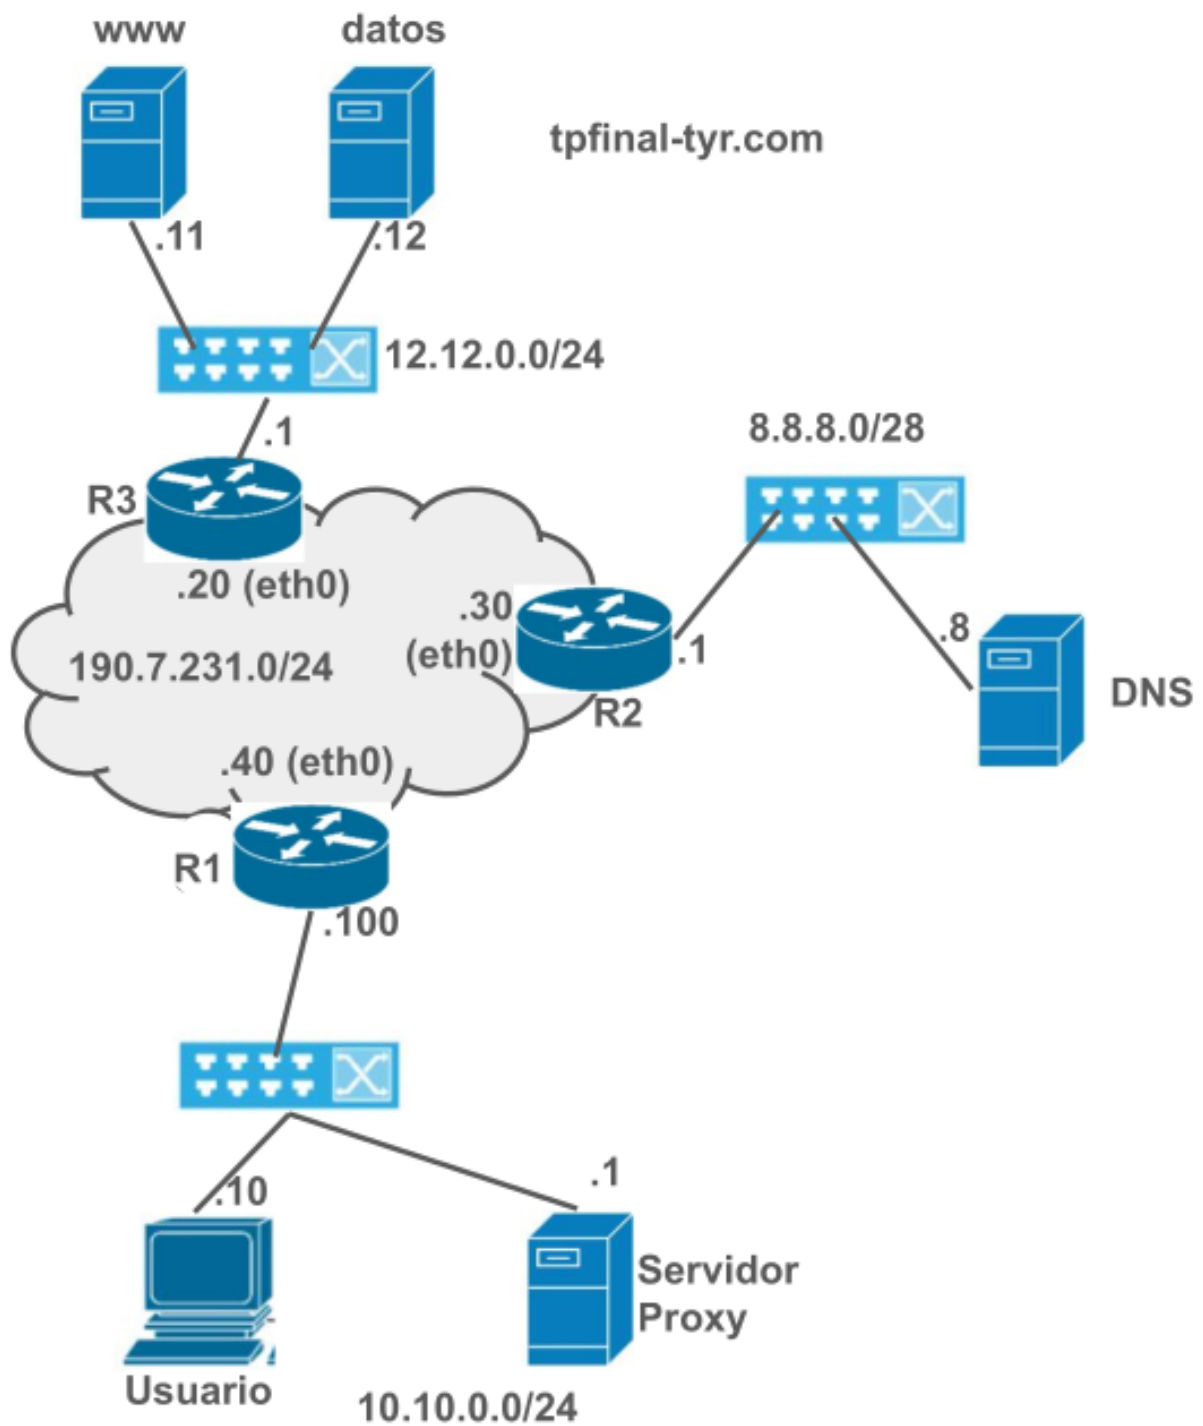 www
datos
tpfinal-tyr.com
.11
.12
12.12.0.0/24
.1
8.8.8.0/28
R3
.20 (eth0)
.30
(eth0)
.1
.8
190.7.231.0/24
R2
DNS
.40 (eth0)
R1
.100
.10
.1
Servidor
Proxy
Usuario
10.10.0.0/24